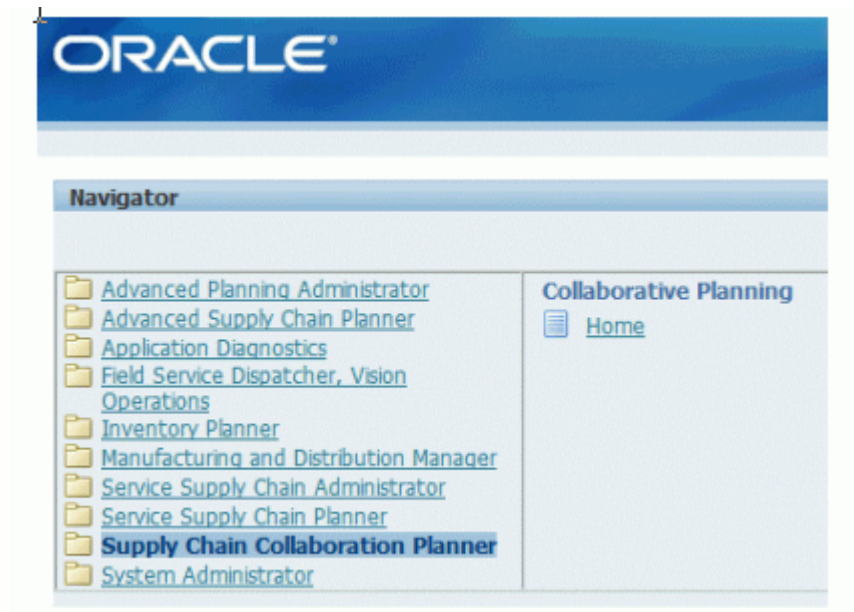 ORACLE
Navigator
Advanced Planning Administrator
Advanced Supply Chain Planner
Application Diagnostics
Field Service Dispatcher, Vision
Operations
Inventory Planner
Manufacturing and Distribution Manager
Service Supply Chain Administrator
Service Supply Chain Planner
Supply Chain Collaboration Planner
System Administrator
Collaborative Planning
Home